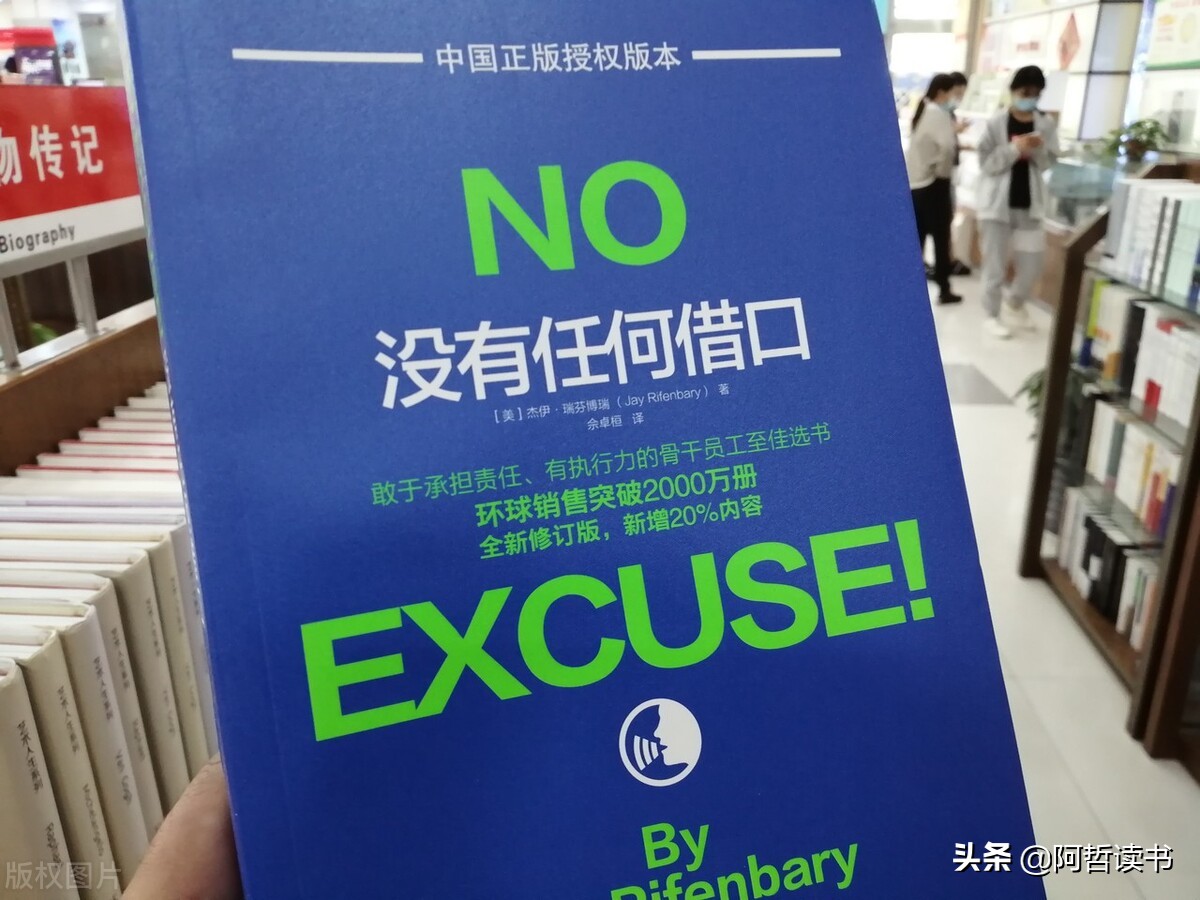 中国正版授权版本
NO
没有任何借口
[美] 杰伊·瑞芬博瑞 (Jay Rifenbary) 著
余卓桓 译
敢于承担责任、有执行力的骨干员工至佳选书
环球销售突破2000万册
全新修订版，新增20%内容
EXCUSE!
By
Rifenbary
物传记
Biography
版权图片
头条 @阿哲读书